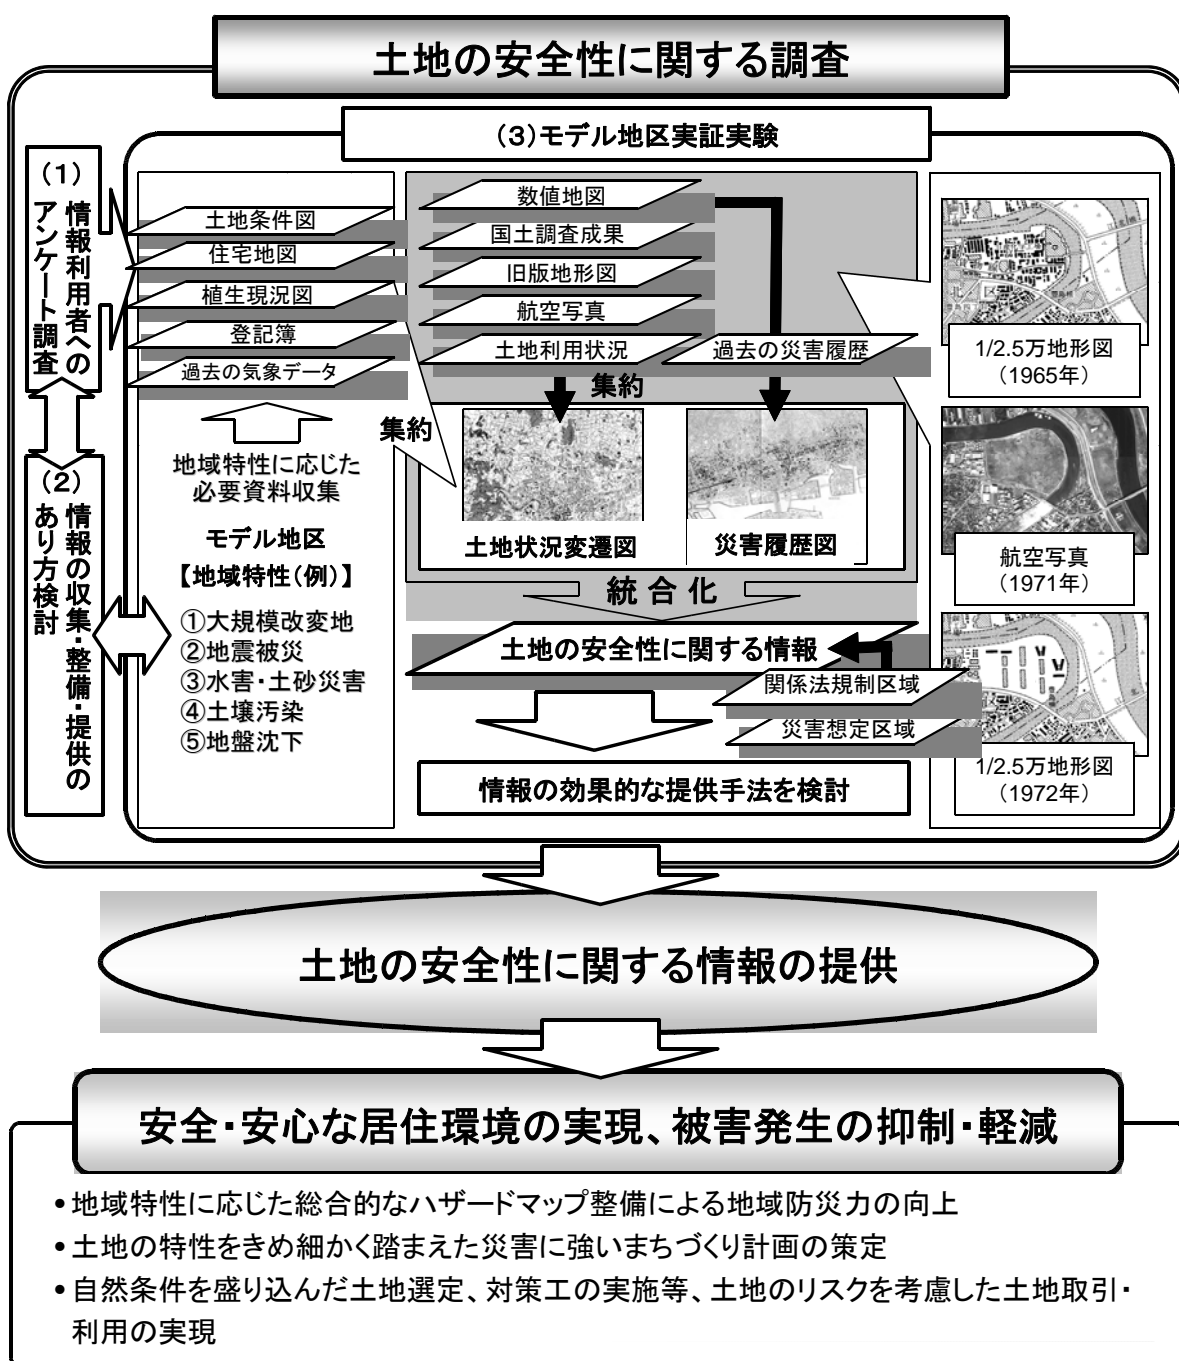 土地の安全性に関する調査
(3)モデル地区実証実験
(1)
情報利用者への
アンケート調査
(2)
情報の収集・整備・提供の
あり方検討
土地条件図
住宅地図
植生現況図
登記簿
過去の気象データ
地域特性に応じた
必要資料収集
モデル地区
【地域特性(例)】
①大規模改変地
②地震被災
③水害・土砂災害
④土壌汚染
⑤地盤沈下
集約
数値地図
国土調査成果
旧版地形図
航空写真
土地利用状況
過去の災害履歴
集約
土地状況変遷図
災害履歴図
統合化
土地の安全性に関する情報
関係法規制区域
災害想定区域
情報の効果的な提供手法を検討
1/2.5万地形図
(1965年)
航空写真
(1971年)
1/2.5万地形図
(1972年)
土地の安全性に関する情報の提供
安全・安心な居住環境の実現、被害発生の抑制・軽減
•地域特性に応じた総合的なハザードマップ整備による地域防災力の向上
•土地の特性をきめ細かく踏まえた災害に強いまちづくり計画の策定
•自然条件を盛り込んだ土地選定、対策工の実施等、土地のリスクを考慮した土地取引・
利用の実現